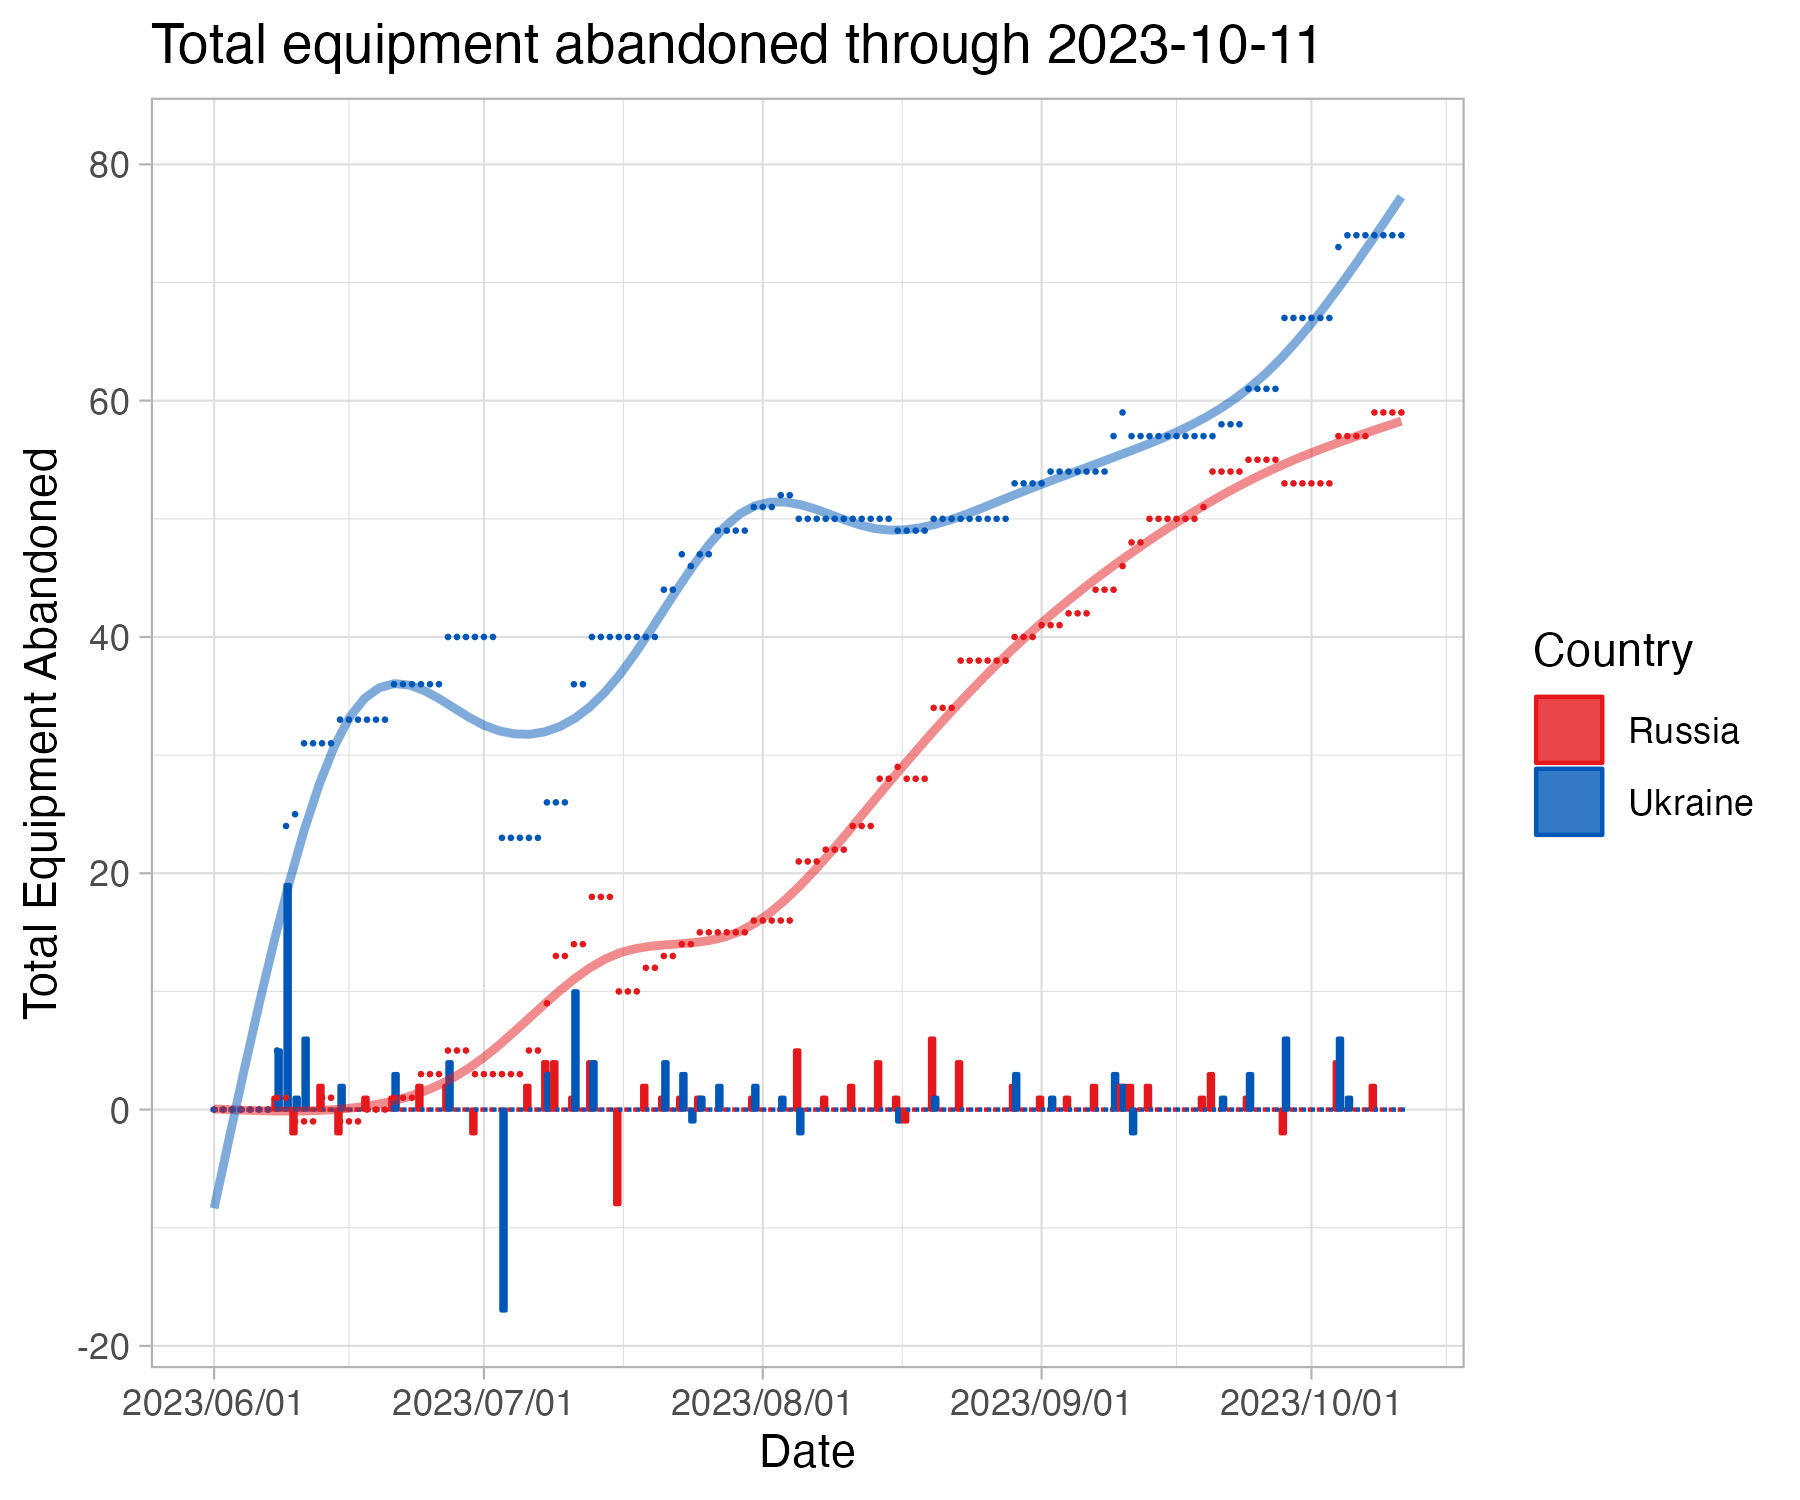 Total equipment abandoned through 2023-10-11
Total Equipment Abandoned
80
60
40
20
0
-20
2023/06/01
2023/07/01
2023/08/01
2023/09/01
2023/10/01
Date
Country
Russia
Ukraine